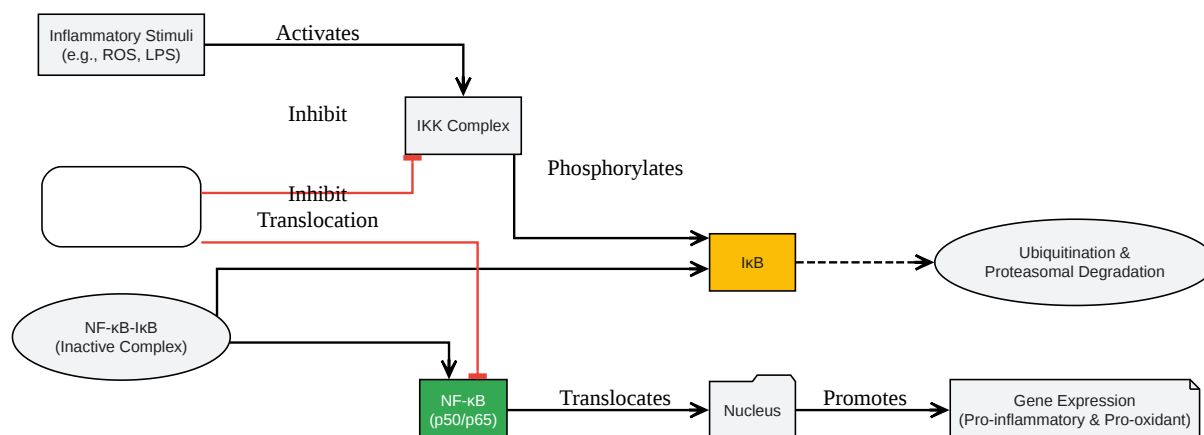 Inflammatory Stimuli
(e.g., ROS, LPS)
Activates
Inhibit
IKK Complex
Phosphorylates
Inhibit
Translocation
IκB
Ubiquitination &
Proteasomal Degradation
NF-κB-IκB
(Inactive Complex)
NF-κB
(p50/p65)
Translocates
Nucleus
Promotes
Gene Expression
(Pro-inflammatory & Pro-oxidant)